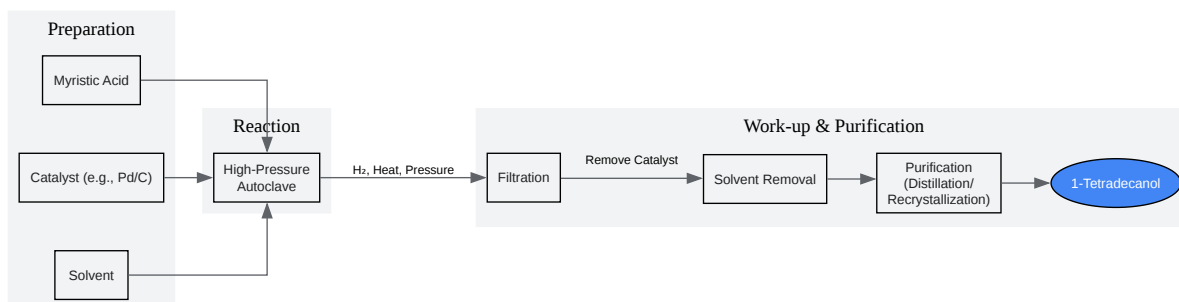 Preparation
Myristic Acid
Catalyst (e.g., Pd/C)
Solvent
Reaction
High-Pressure
Autoclave
H₂, Heat, Pressure
Work-up & Purification
Filtration
Remove Catalyst
Solvent Removal
Purification
(Distillation/
Recrystallization)
1-Tetradecanol